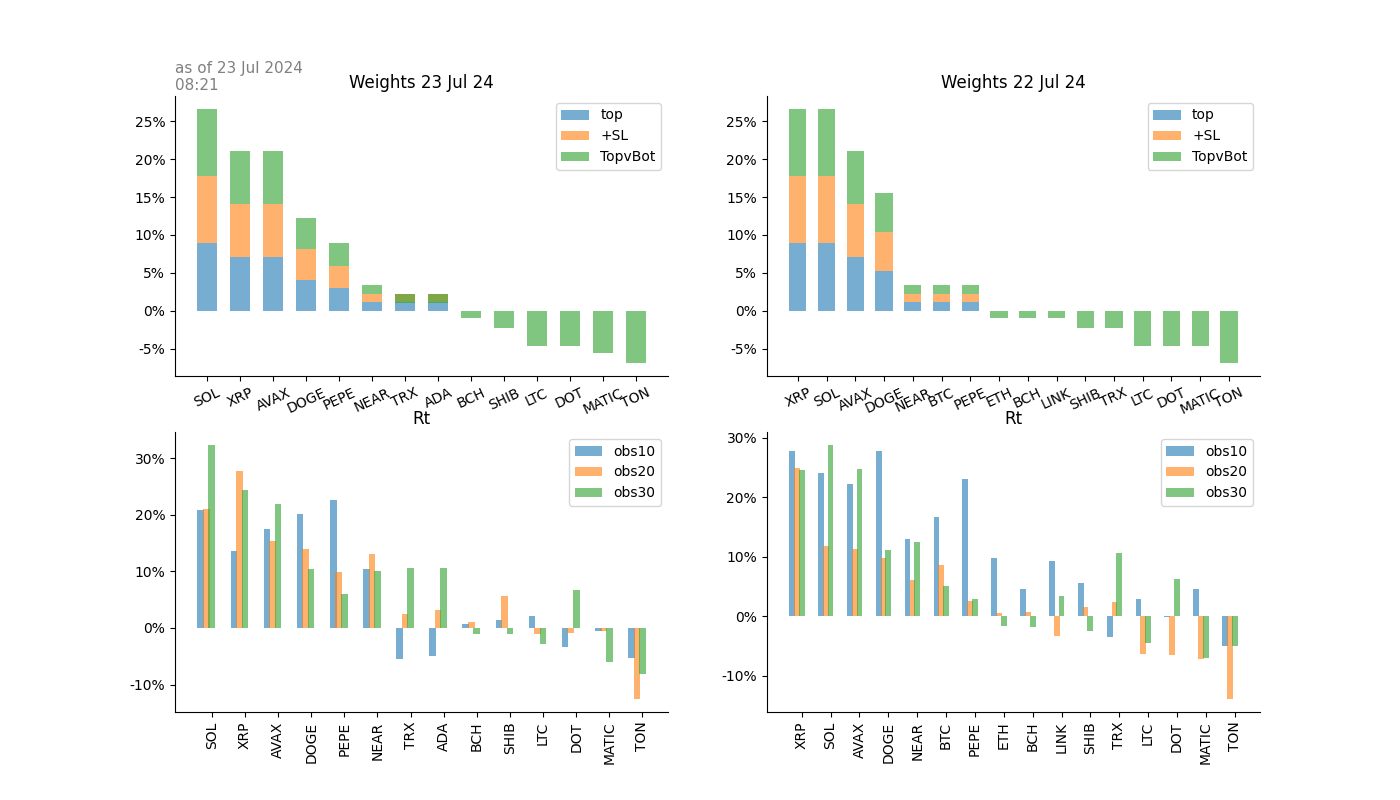 as of 23 Jul 2024
08:21
Weights 23 Jul 24
25%
20%
15%
10%
5%
0%
-5%
top
+SL
TopvBot
SOL XRP AVAX DOGE PEPE NEAR TRX ADA BCH SHIB LTC DOT MATIC TON
Weights 22 Jul 24
25%
20%
15%
10%
5%
0%
-5%
top
+SL
TopvBot
XRP SOL AVAX DOGE NEAR BTC PEPE ETH BCH LINK SHIB TRX LTC DOT MATIC TON
Rt
30%
20%
10%
0%
-10%
obs10
obs20
obs30
SOL XRP AVAX DOGE PEPE NEAR TRX ADA BCH SHIB LTC DOT MATIC TON
Rt
30%
20%
10%
0%
-10%
obs10
obs20
obs30
XRP SOL AVAX DOGE NEAR BTC PEPE ETH BCH LINK SHIB TRX LTC DOT MATIC TON